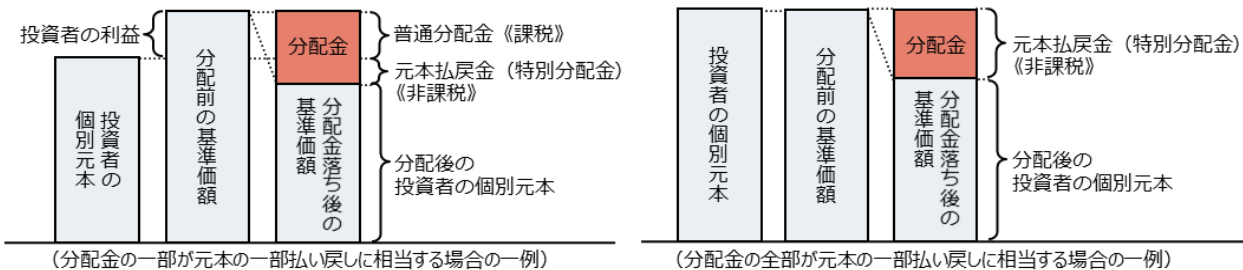 投資者の利益
投資者の
個別元本
分配前の基準価額
分配金
分配金落ち後の
基準価額
普通分配金《課税》
元本払戻金（特別分配金）
《非課税》
分配後の
投資者の個別元本
（分配金の一部が元本の一部払い戻しに相当する場合の一例）
投資者の個別元本
分配前の基準価額
分配金
分配金落ち後の
基準価額
元本払戻金（特別分配金）
《非課税》
分配後の
投資者の個別元本
（分配金の全部が元本の一部払い戻しに相当する場合の一例）